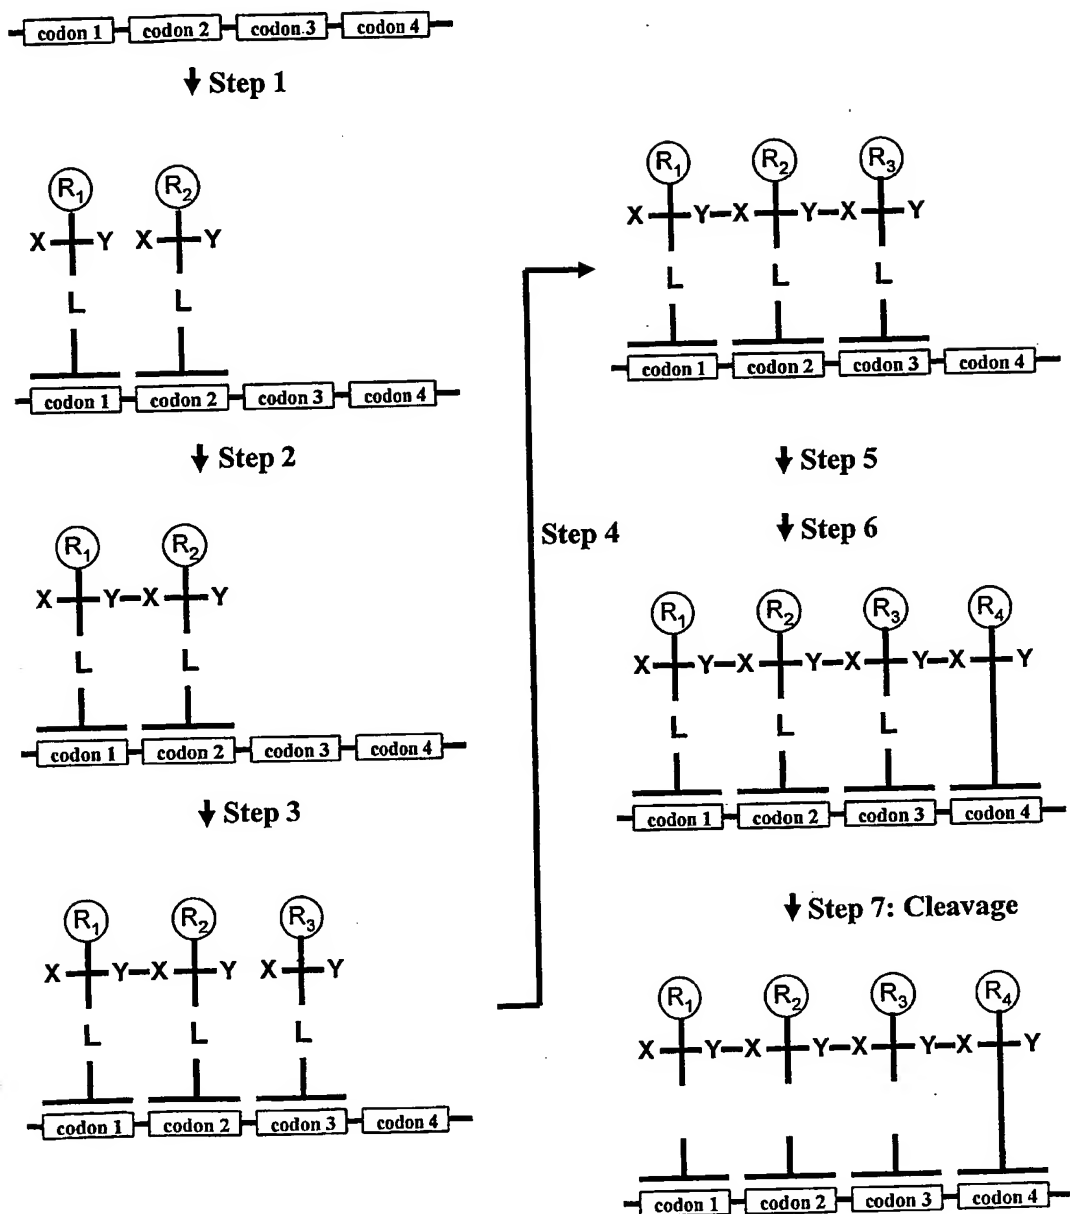 codon 1 codon 2 codon 3 codon 4
Step 1
R1 R2
X Y X Y
L L
codon 1 codon 2 codon 3 codon 4
Step 2
R1 R2
X Y–X Y
L L
codon 1 codon 2 codon 3 codon 4
Step 3
R1 R2 R3
X Y–X Y X Y
L L L
codon 1 codon 2 codon 3 codon 4
Step 4
R1 R2 R3
X Y–X Y–X Y
L L L
codon 1 codon 2 codon 3 codon 4
Step 5
Step 6
R1 R2 R3 R4
X Y–X Y–X Y–X Y
L L L
codon 1 codon 2 codon 3 codon 4
Step 7: Cleavage
R1 R2 R3 R4
X Y–X Y–X Y–X Y
codon 1 codon 2 codon 3 codon 4